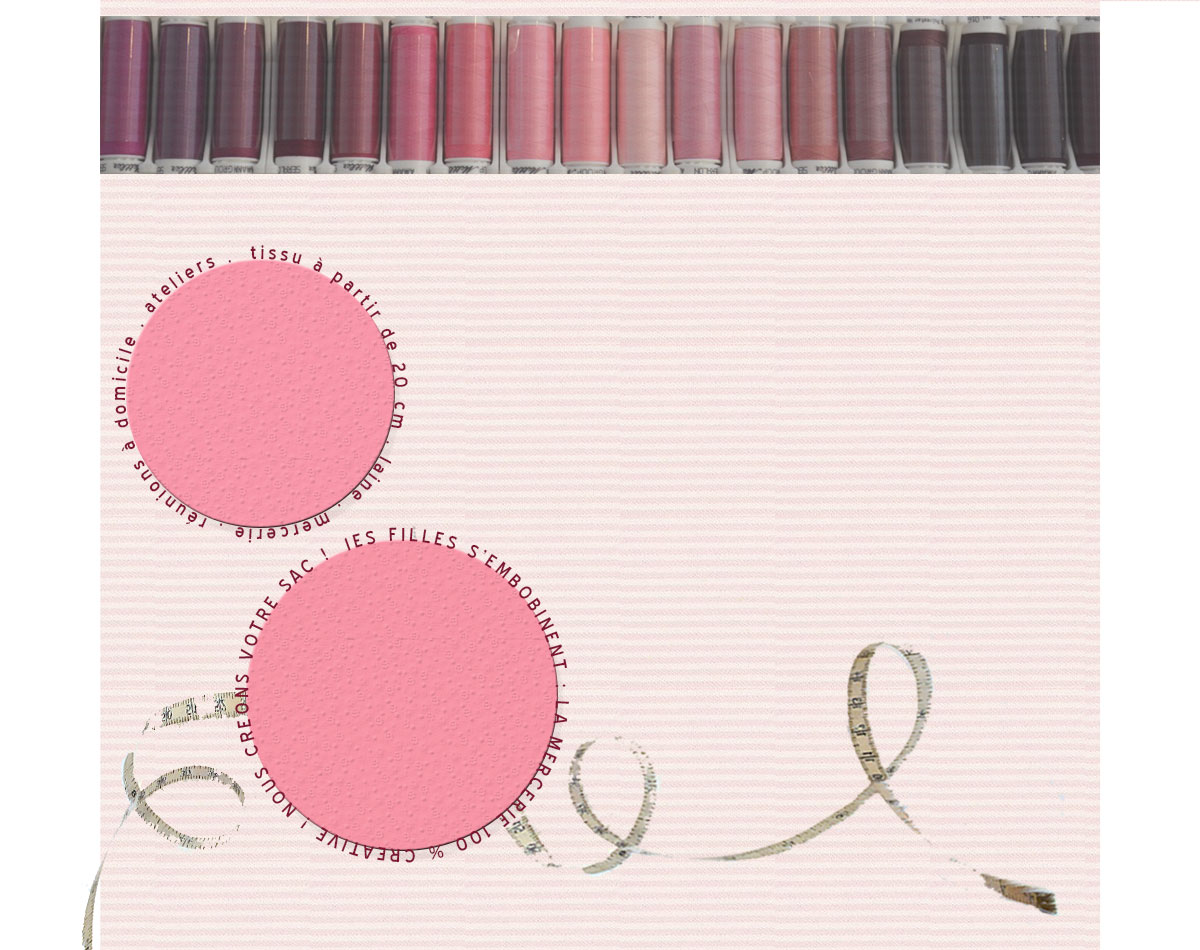 tissu à partir de 20 cm . laine . mercerie . réunions à domicile . ateliers .
lES FILLES S'EMBOBINENT : LA MERCERIE 100 % CREATIVE ! NOUS CREONS VOTRE SAC !